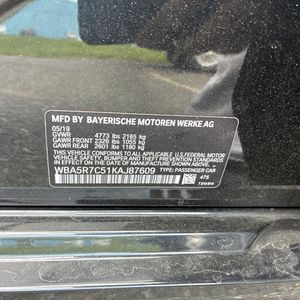 MFD BY BAYERISCHE MOTOREN WERKE AG
05/19
GVWR 4773 lbs 2165 kg
GAWR FRONT 2326 lbs 1055 kg
GAWR REAR 2601 lbs 1180 kg
THIS VEHICLE CONFORMS TO ALL APPLICABLE FEDERAL MOTOR
VEHICLE SAFETY, BUMPER, AND THEFT PREVENTION STANDARDS
IN EFFECT ON THE DATE OF MANUFACTURE SHOWN ABOVE.
WBA5R7C51KAJ87609 TYPE: PASSENGER CAR
475